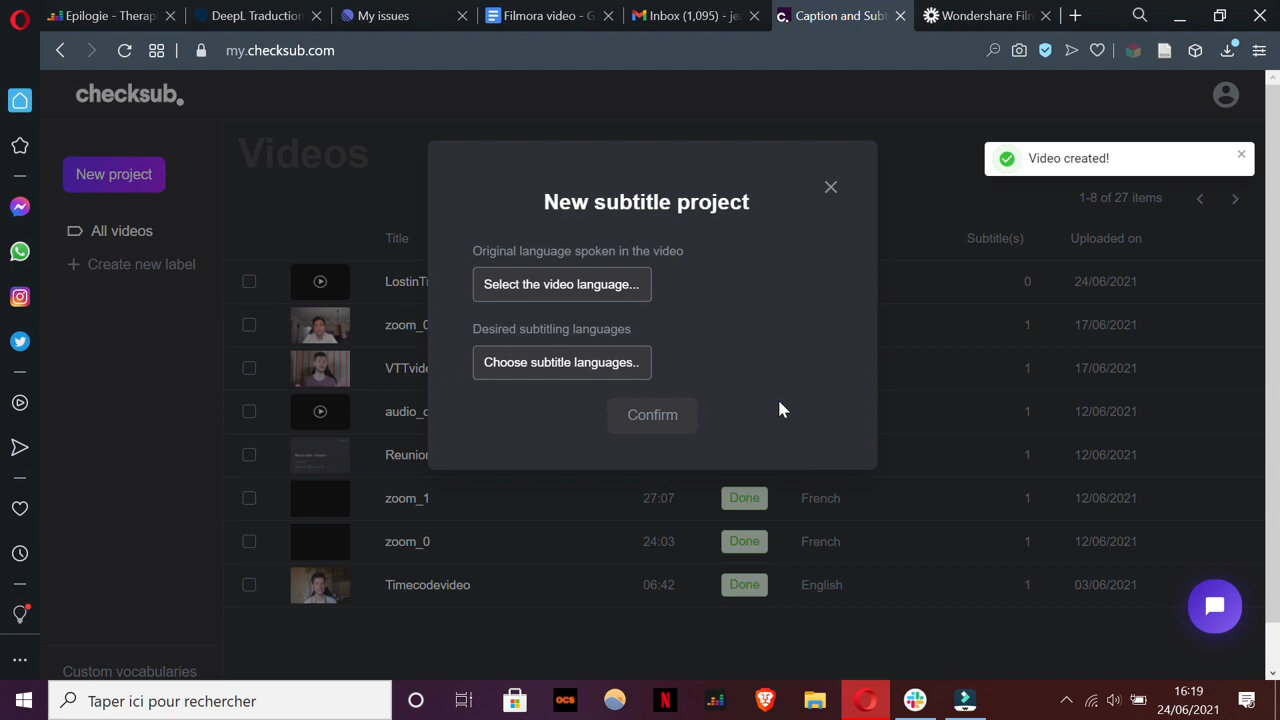 Epilogie - Therap
DeepL Traduction
My issues
Filmora video - G
Inbox (1,095) - je
Caption and Subt
Wondershare Film
my.checksub.com
checksub.
Videos
New project
All videos
Create new label
Custom vocabularies
Video created!
1-8 of 27 items
New subtitle project
Original language spoken in the video
Select the video language...
Desired subtitling languages
Choose subtitle languages..
Confirm
Title
Subtitle(s)
Uploaded on
LostinTr
0
24/06/2021
zoom_0
1
17/06/2021
VTTvide
1
17/06/2021
audio_o
1
12/06/2021
Reunion
1
12/06/2021
zoom_1
27:07
Done
French
1
12/06/2021
zoom_0
24:03
Done
French
1
12/06/2021
Timecodevideo
06:42
Done
English
1
03/06/2021
Taper ici pour rechercher
OCS
16:19
24/06/2021